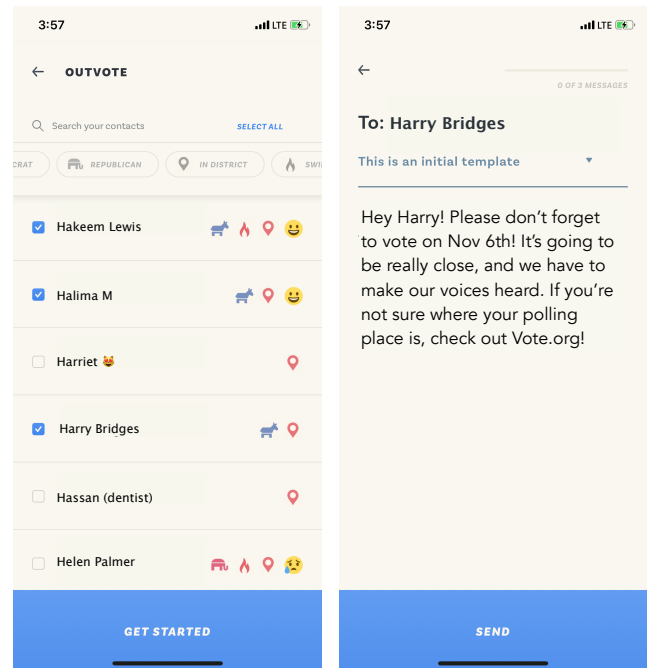 3:57
LTE
OUTVOTE
Search your contacts
SELECT ALL
CRAT
REPUBLICAN
IN DISTRICT
SWI
Hakeem Lewis
Halima M
Harriet
Harry Bridges
Hassan (dentist)
Helen Palmer
GET STARTED
3:57
LTE
0 OF 3 MESSAGES
To: Harry Bridges
This is an initial template
Hey Harry! Please don’t forget
to vote on Nov 6th! It’s going to
be really close, and we have to
make our voices heard. If you’re
not sure where your polling
place is, check out Vote.org!
SEND